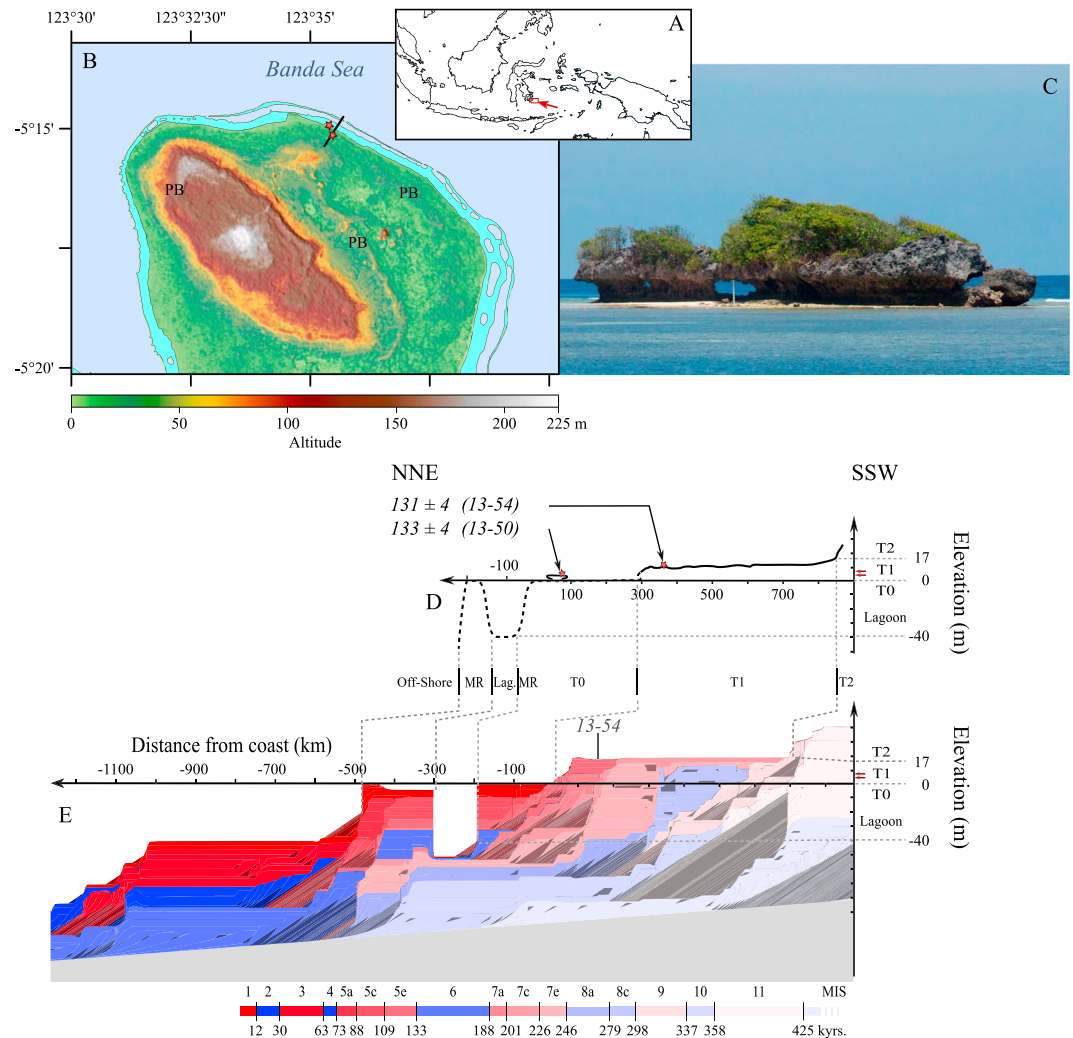 123°30'
123°32'30"
123°35'
A
B
C
Banda Sea
-5°15'
PB
PB
PB
-5°20'
0
50
100
150
200
225 m
Altitude
NNE
SSW
131 ± 4 (13-54)
133 ± 4 (13-50)
-100
100
300
500
700
D
T2
T1
T0
Lagoon
17
0
-40
Elevation (m)
Off-Shore
MR
Lag.
MR
T0
T1
T2
13-54
Distance from coast (km)
-1100
-900
-700
-500
-300
-100
E
T2
T1
T0
Lagoon
17
0
-40
Elevation (m)
1 2 3 4 5a 5c 5e 6 7a 7c 7e 8a 8c 9 10 11 MIS
12 30 63 73 88 109 133 188 201 226 246 279 298 337 358 425 kyrs.